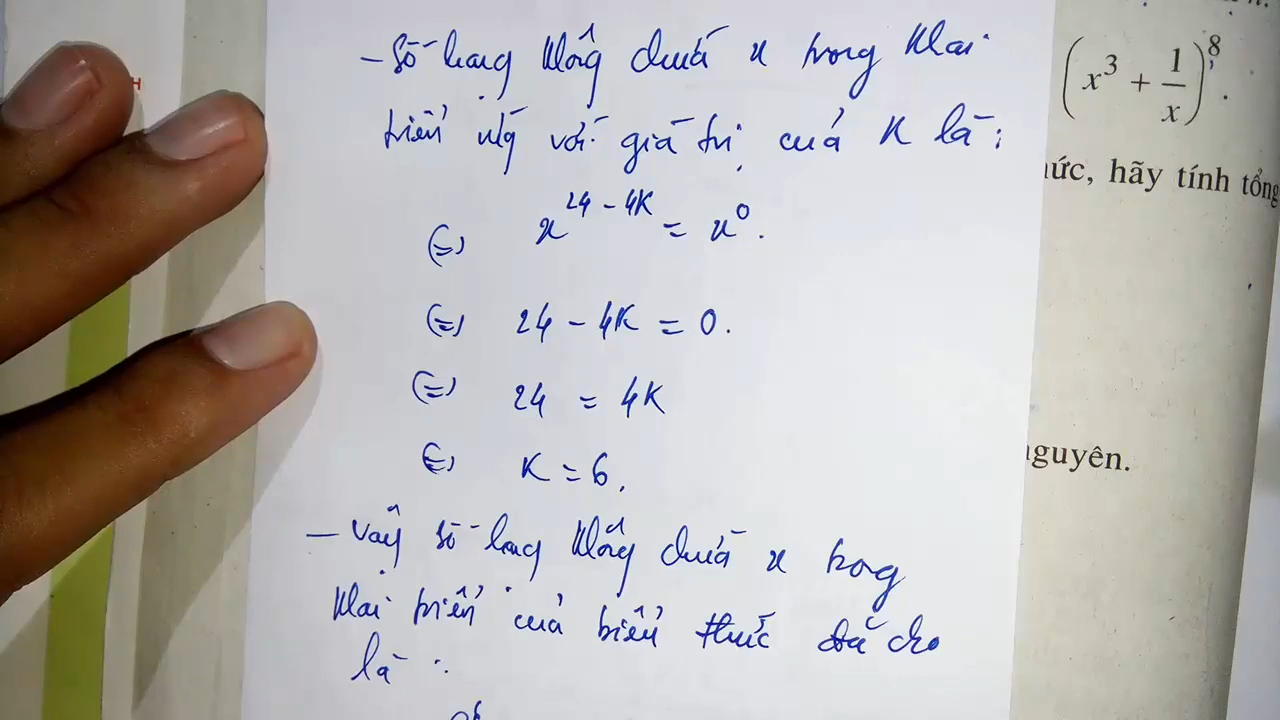 - Số hạng không chứa x trong khai
triển ứng với giá trị của K là:
(=) x^{24 - 4K} = x^0.
(=) 24 - 4K = 0.
(=) 24 = 4K
(=) K = 6.
- Vậy số hạng không chứa x trong
khai triển của biểu thức đã cho
là :
(x^3 + 1/x)^8.
ức, hãy tính tổng
nguyên.
H